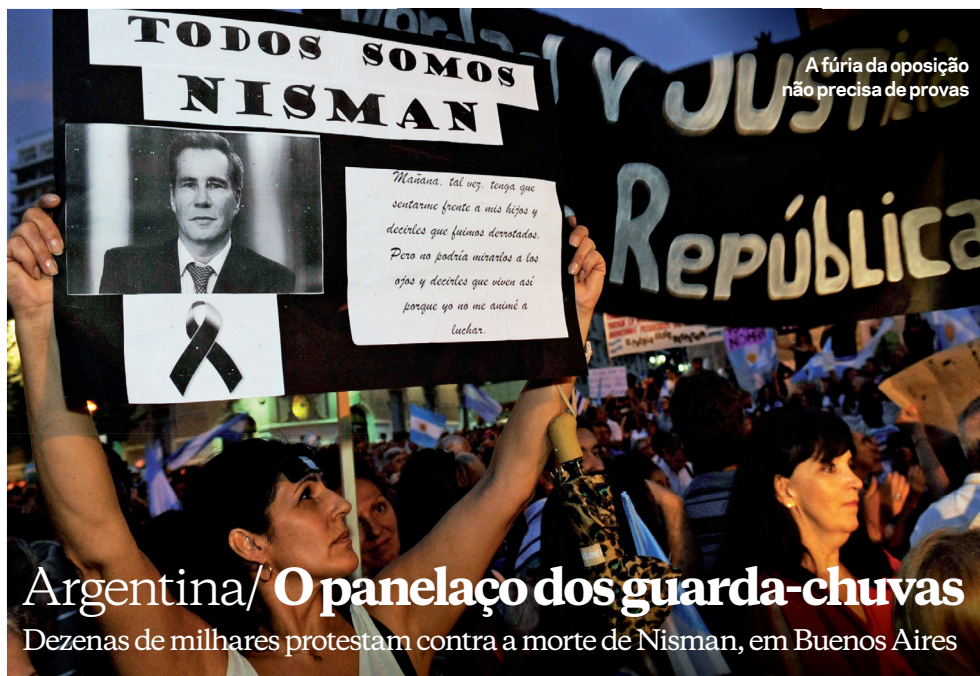 TODOS SOMOS
NISMAN
Mañana, tal vez, tenga que
sentarme frente a mis hijos y
decirles que fuimos derrotados.
Pero no podría mirarlos a los
ojos y decirles que viven así
porque yo no me animé a
luchar.
Y JUSTICIA
República
A fúria da oposição
não precisa de provas
Argentina/ O panelaço dos guarda-chuvas
Dezenas de milhares protestam contra a morte de Nisman, em Buenos Aires